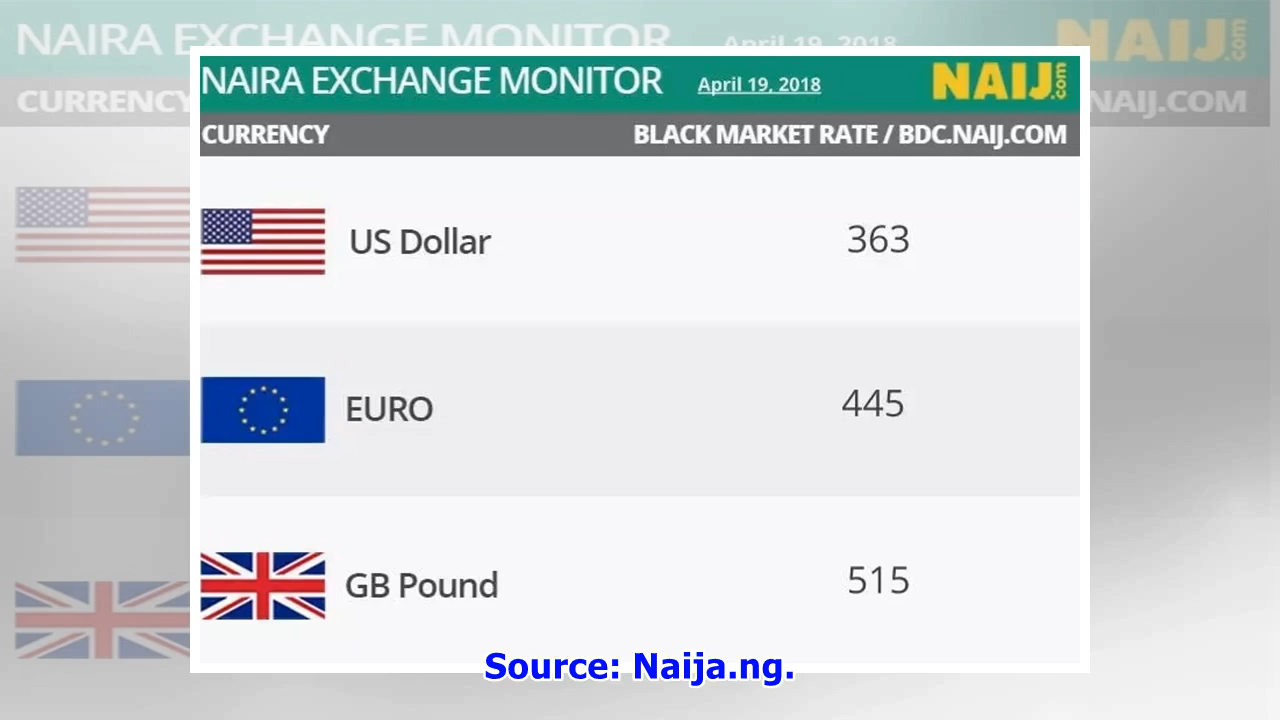 NAIRA EXCHANGE MONITOR April 19, 2018 NAIJ.com
CURRENCY BLACK MARKET RATE / BDC.NAIJ.COM
US Dollar 363
EURO 445
GB Pound 515
Source: Naija.ng.